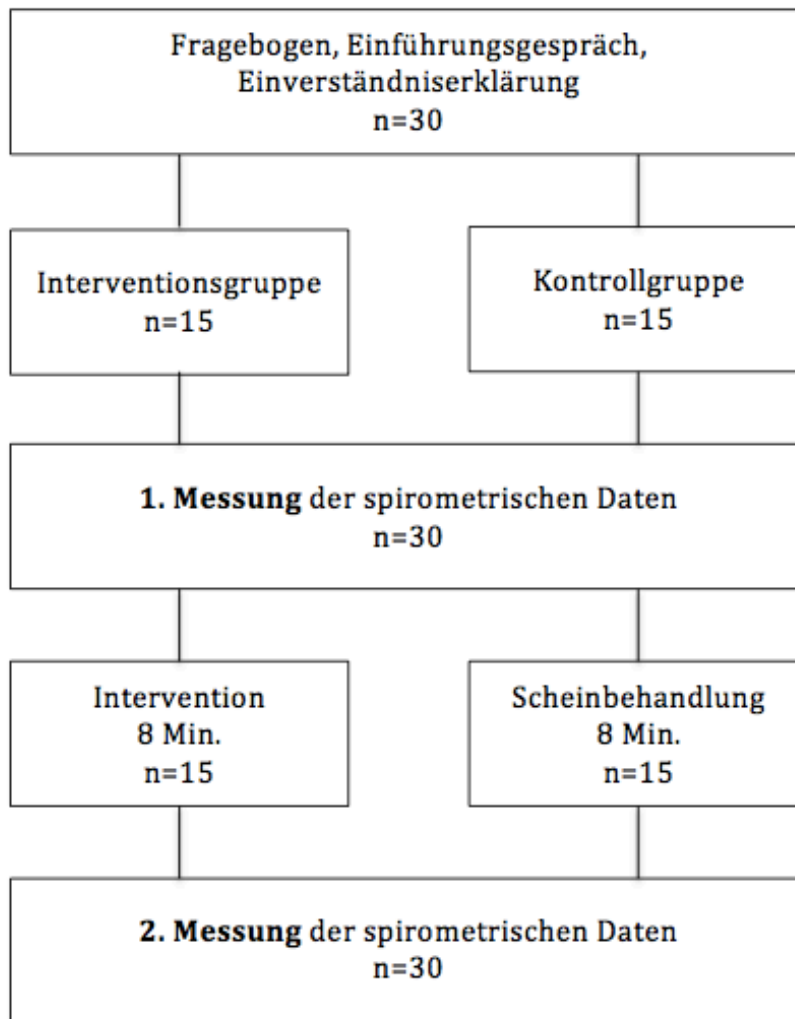 Fragebogen, Einführungsgespräch,
Einverständniserklärung
n=30
Interventionsgruppe
n=15
Kontrollgruppe
n=15
1. Messung der spirometrischen Daten
n=30
Intervention
8 Min.
n=15
Scheinbehandlung
8 Min.
n=15
2. Messung der spirometrischen Daten
n=30